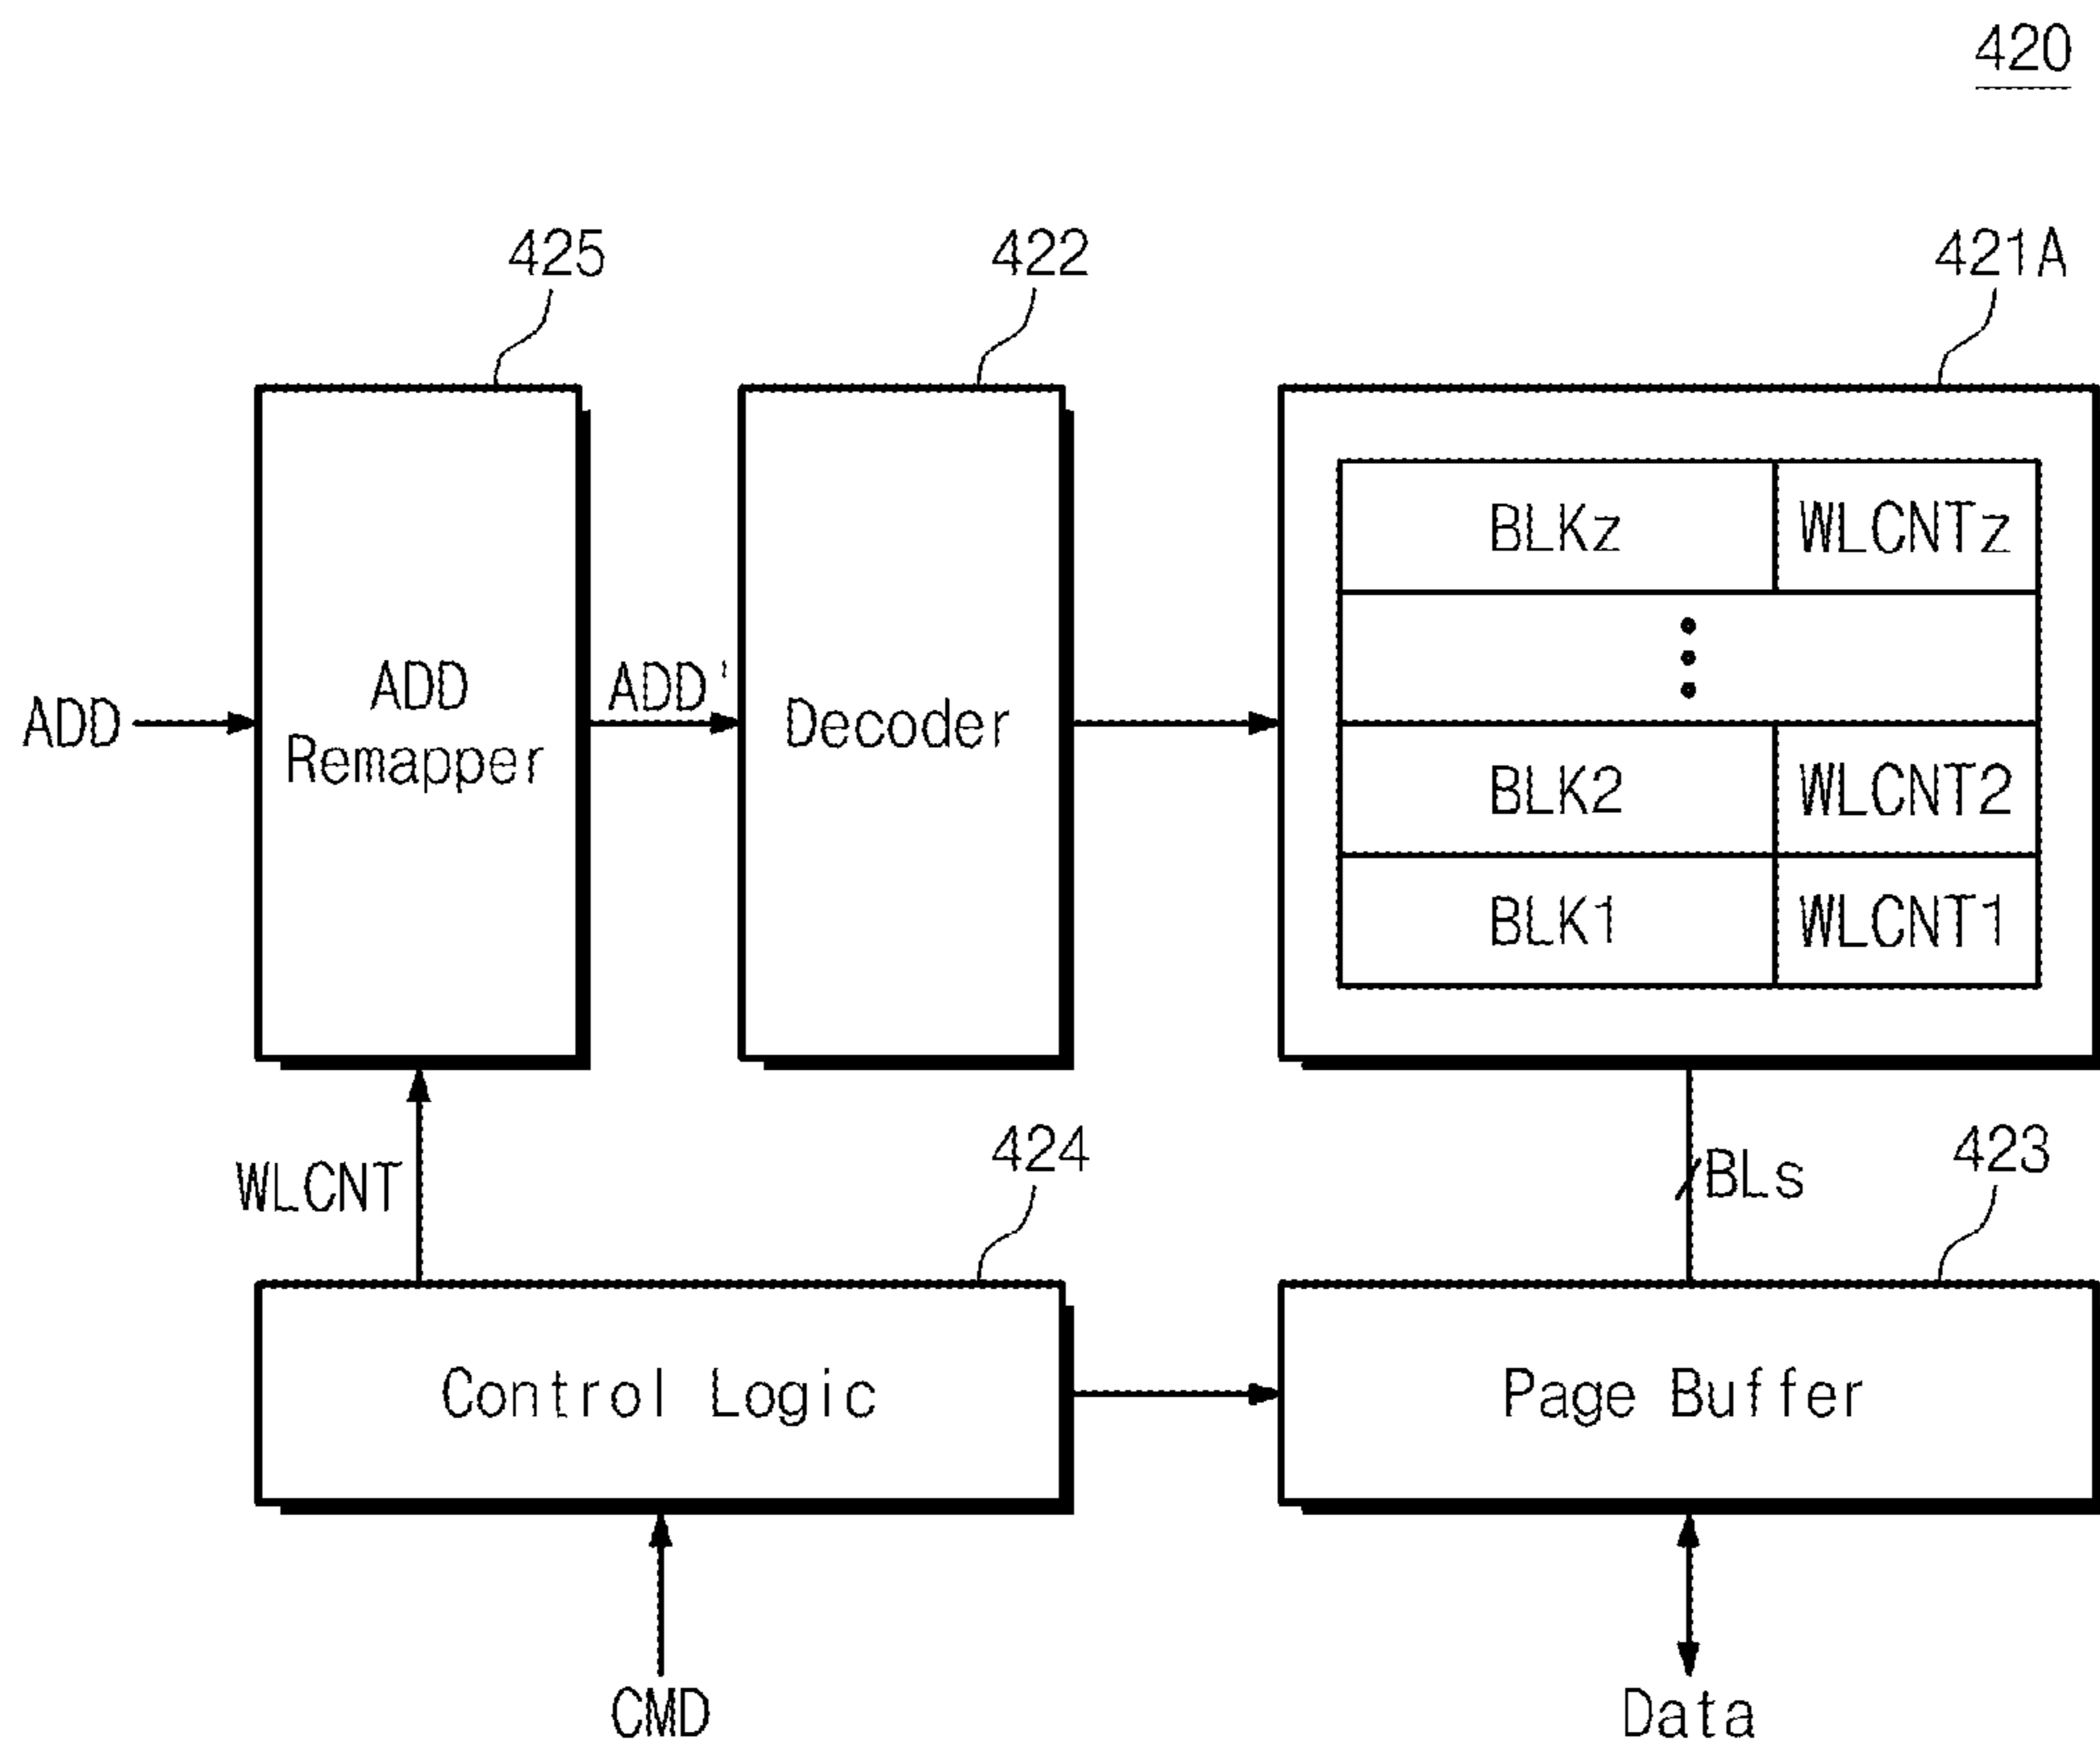 420
425
422
421A
BLKz
WLCNTz
ADD
ADD
Remapper
ADD'
Decoder
BLK2
WLCNT2
BLK1
WLCNT1
WLCNT
424
BLs
423
Control Logic
Page Buffer
CMD
Data